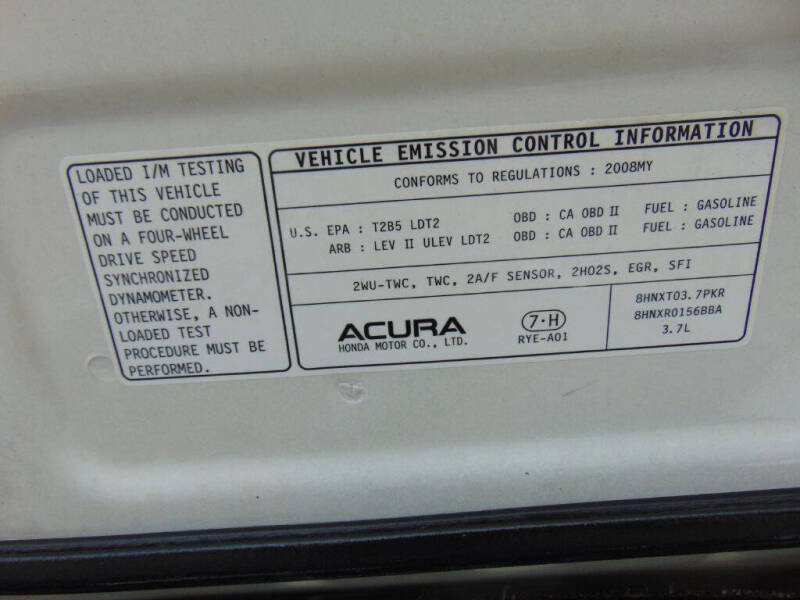 LOADED I/M TESTING
OF THIS VEHICLE
MUST BE CONDUCTED
ON A FOUR-WHEEL
DRIVE SPEED
SYNCHRONIZED
DYNAMOMETER.
OTHERWISE, A NON-
LOADED TEST
PROCEDURE MUST BE
PERFORMED.
VEHICLE EMISSION CONTROL INFORMATION
CONFORMS TO REGULATIONS : 2008MY
U.S. EPA : T2B5 LDT2 OBD : CA OBD II FUEL : GASOLINE
ARB : LEV II ULEV LDT2 OBD : CA OBD II FUEL : GASOLINE
2WU-TWC, TWC, 2A/F SENSOR, 2HO2S, EGR, SFI
ACURA
HONDA MOTOR CO., LTD.
7·H
RYE-A01
8HNXT03.7PKR
8HNXR0156BBA
3.7L